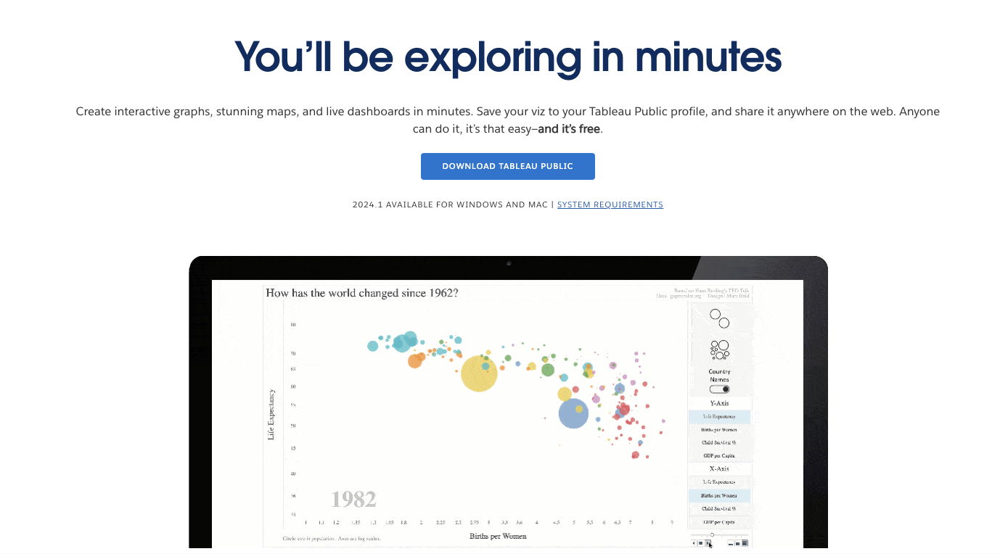 You'll be exploring in minutes
Create interactive graphs, stunning maps, and live dashboards in minutes. Save your viz to your Tableau Public profile, and share it anywhere on the web. Anyone
can do it, it's that easy—and it's free.
DOWNLOAD TABLEAU PUBLIC
2024.1 AVAILABLE FOR WINDOWS AND MAC | SYSTEM REQUIREMENTS
How has the world changed since 1962?
Based on Hans Rosling's TED Talk
Data: gapminder.org Design: Marc Reid
80
70
65
60
55
50
45
40
36
33
Life Expectancy
1982
1 1.1 1.2 1.35 1.5 1.65 1.8 2 2.25 2.5 2.75 3 3.3 3.6 4 4.5 5 5.5 6 6.5 7 8 9
Births per Women
Circle size is population. Axes are log scales.
Country
Names
Y-Axis
Life Expectancy
Births per Women
Child Survival %
GDP per Capita
X-Axis
Life Expectancy
Births per Women
Child Survival %
GDP per Capita